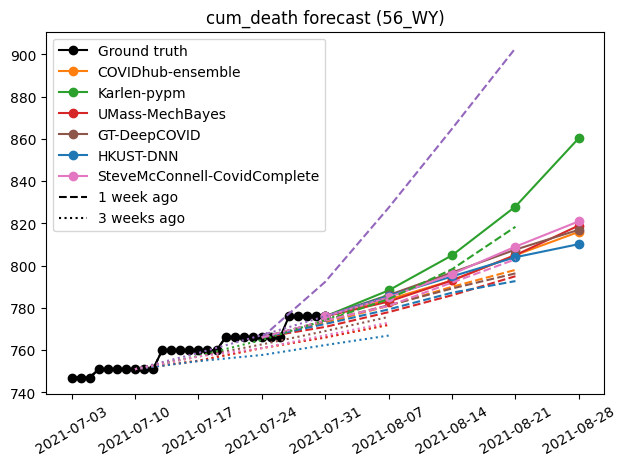 cum_death forecast (56_WY)
900
880
860
840
820
800
780
760
740
Ground truth
COVIDhub-ensemble
Karlen-pypm
UMass-MechBayes
GT-DeepCOVID
HKUST-DNN
SteveMcConnell-CovidComplete
1 week ago
3 weeks ago
2021-07-03
2021-07-10
2021-07-17
2021-07-24
2021-07-31
2021-08-07
2021-08-14
2021-08-21
2021-08-28